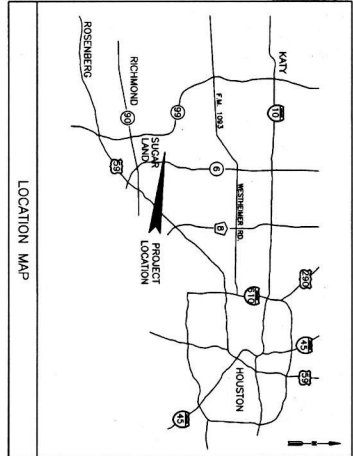 KATY
10
290
45
59
F.M. 1093
WESTHEIMER RD.
610
HOUSTON
99
6
8
RICHMOND
90
SUGAR
LAND
PROJECT
LOCATION
ROSENBERG
59
45
N
LOCATION MAP